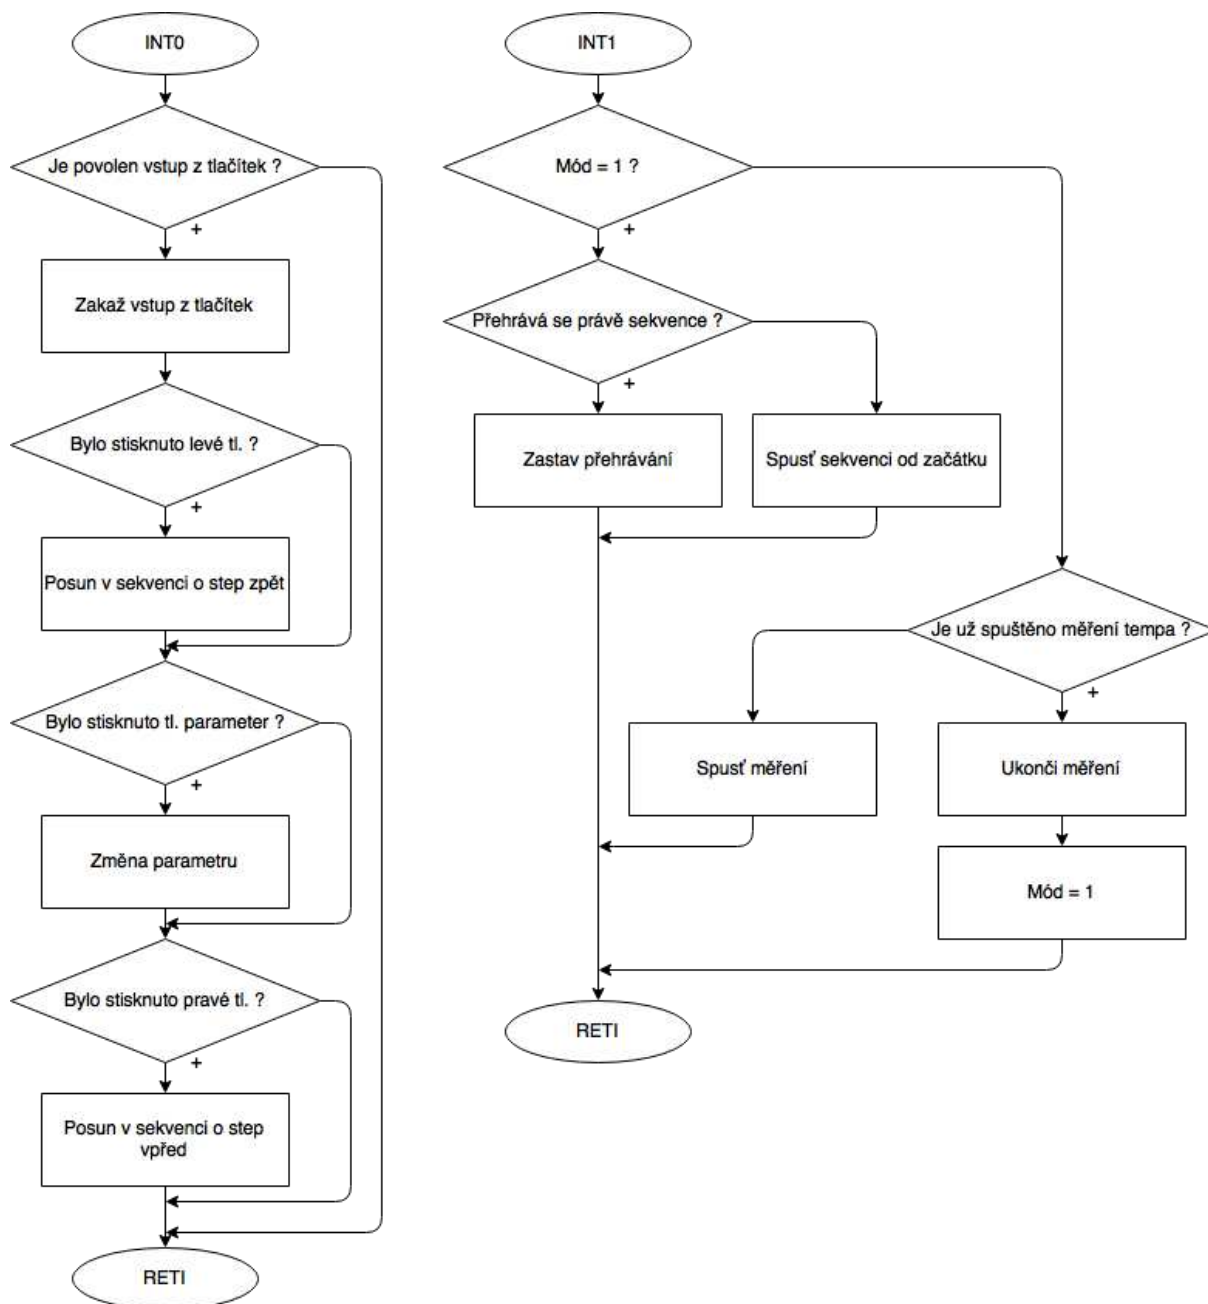 INT0
Je povolen vstup z tlačítek ?
+
Zakaž vstup z tlačítek
Bylo stisknuto levé tl. ?
+
Posun v sekvenci o step zpět
Bylo stisknuto tl. parameter ?
+
Změna parametru
Bylo stisknuto pravé tl. ?
+
Posun v sekvenci o step
vpřed
RETI
INT1
Mód = 1 ?
+
Přehrává se právě sekvence ?
+
Zastav přehrávání
Spusť sekvenci od začátku
Je už spuštěno měření tempa ?
+
Spusť měření
Ukonči měření
Mód = 1
RETI